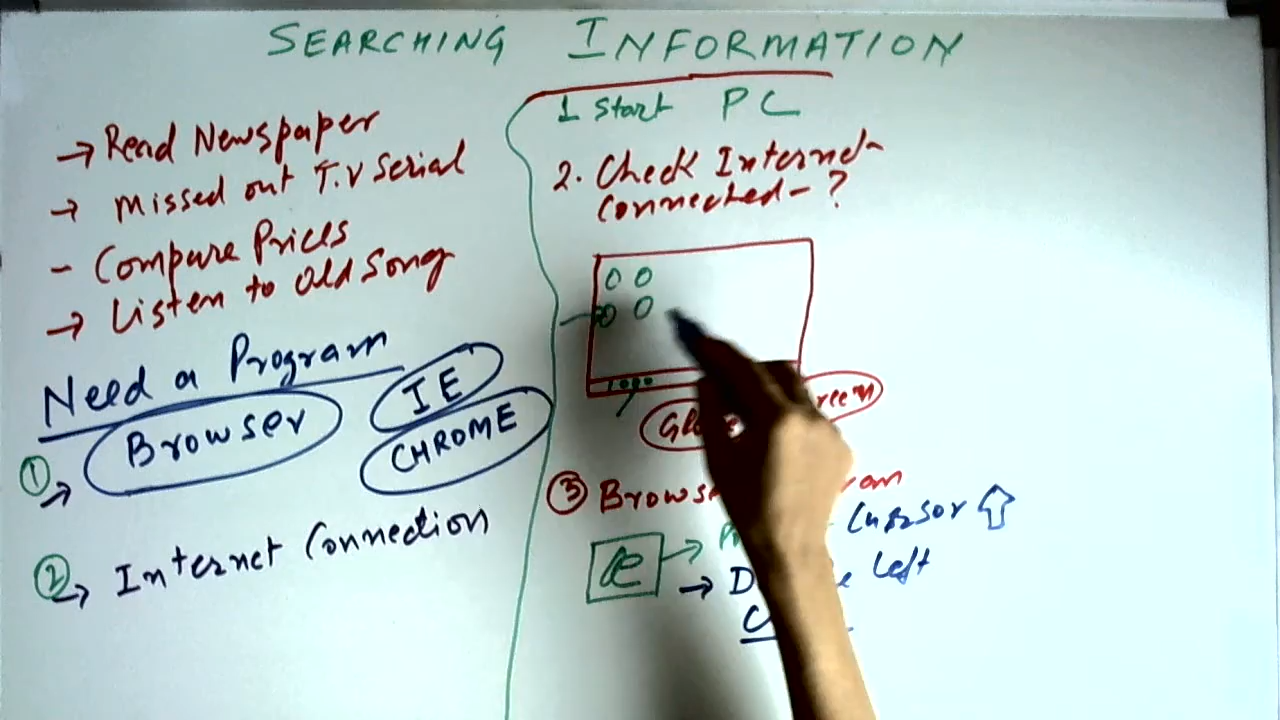 SEARCHING INFORMATION
→ Read Newspaper
→ Missed out T.V Serial
- Compare Prices
→ Listen to old Song
Need a Program
① → Browser
IE
CHROME
② → Internet Connection
1 Start PC
2. Check Internet
Connected - ?
③
Cursor
Left